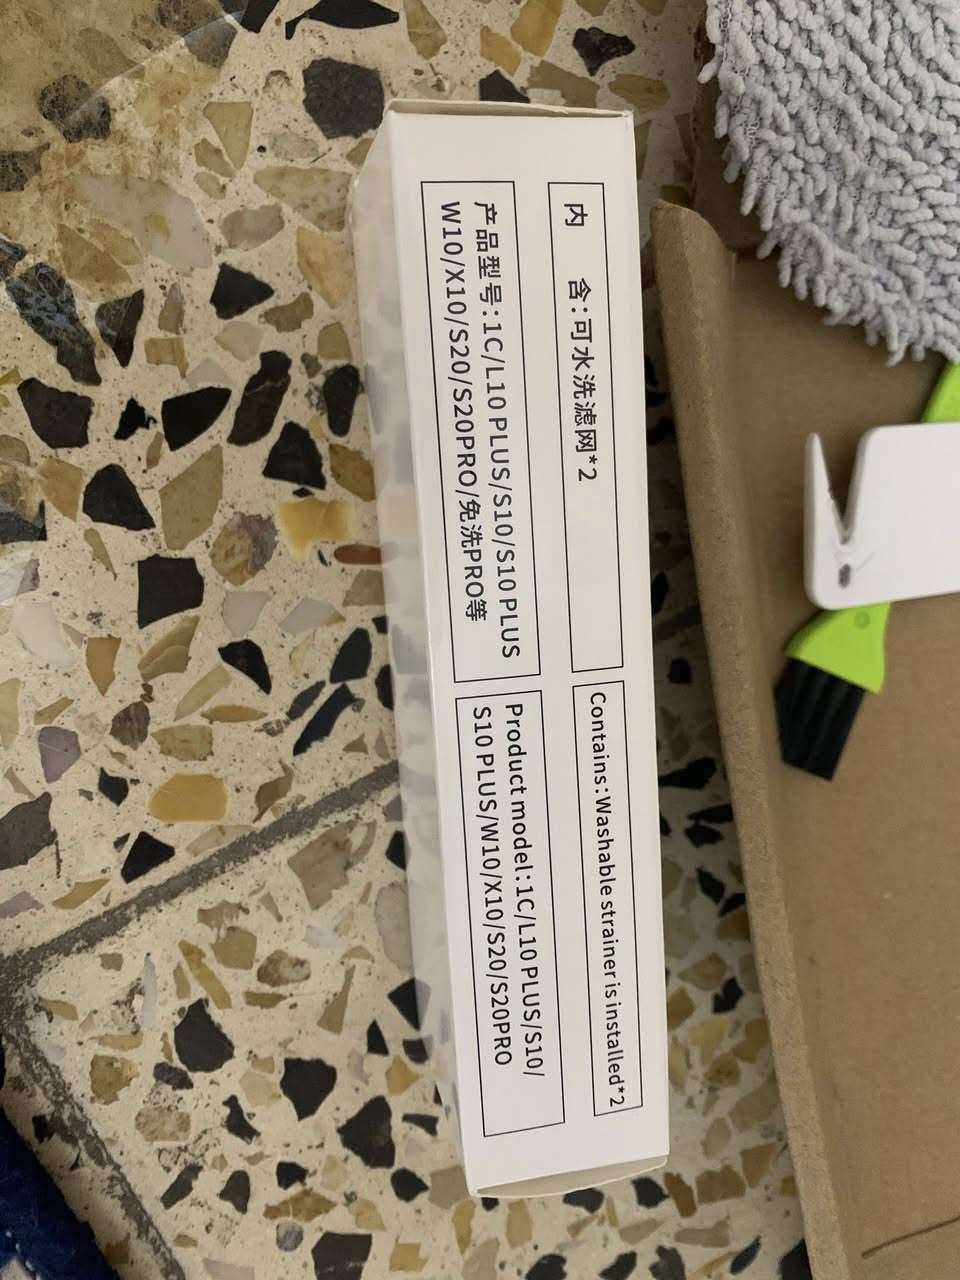 内 含:可水洗滤网*2
产品型号:1C/L10 PLUS/S10/S10 PLUS
W10/X10/S20/S20PRO/免洗PRO等
Contains:Washable strainer is installed*2
Product model:1C/L10 PLUS/S10/
S10 PLUS/W10/X10/S20/S20PRO